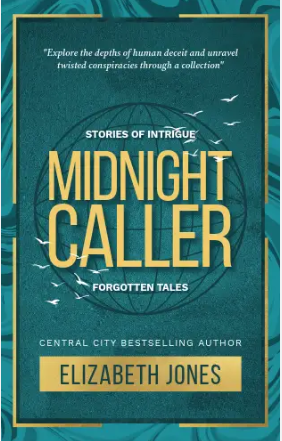 "Explore the depths of human deceit and unravel
twisted conspiracies through a collection"
STORIES OF INTRIGUE
MIDNIGHT
CALLER
FORGOTTEN TALES
CENTRAL CITY BESTSELLING AUTHOR
ELIZABETH JONES